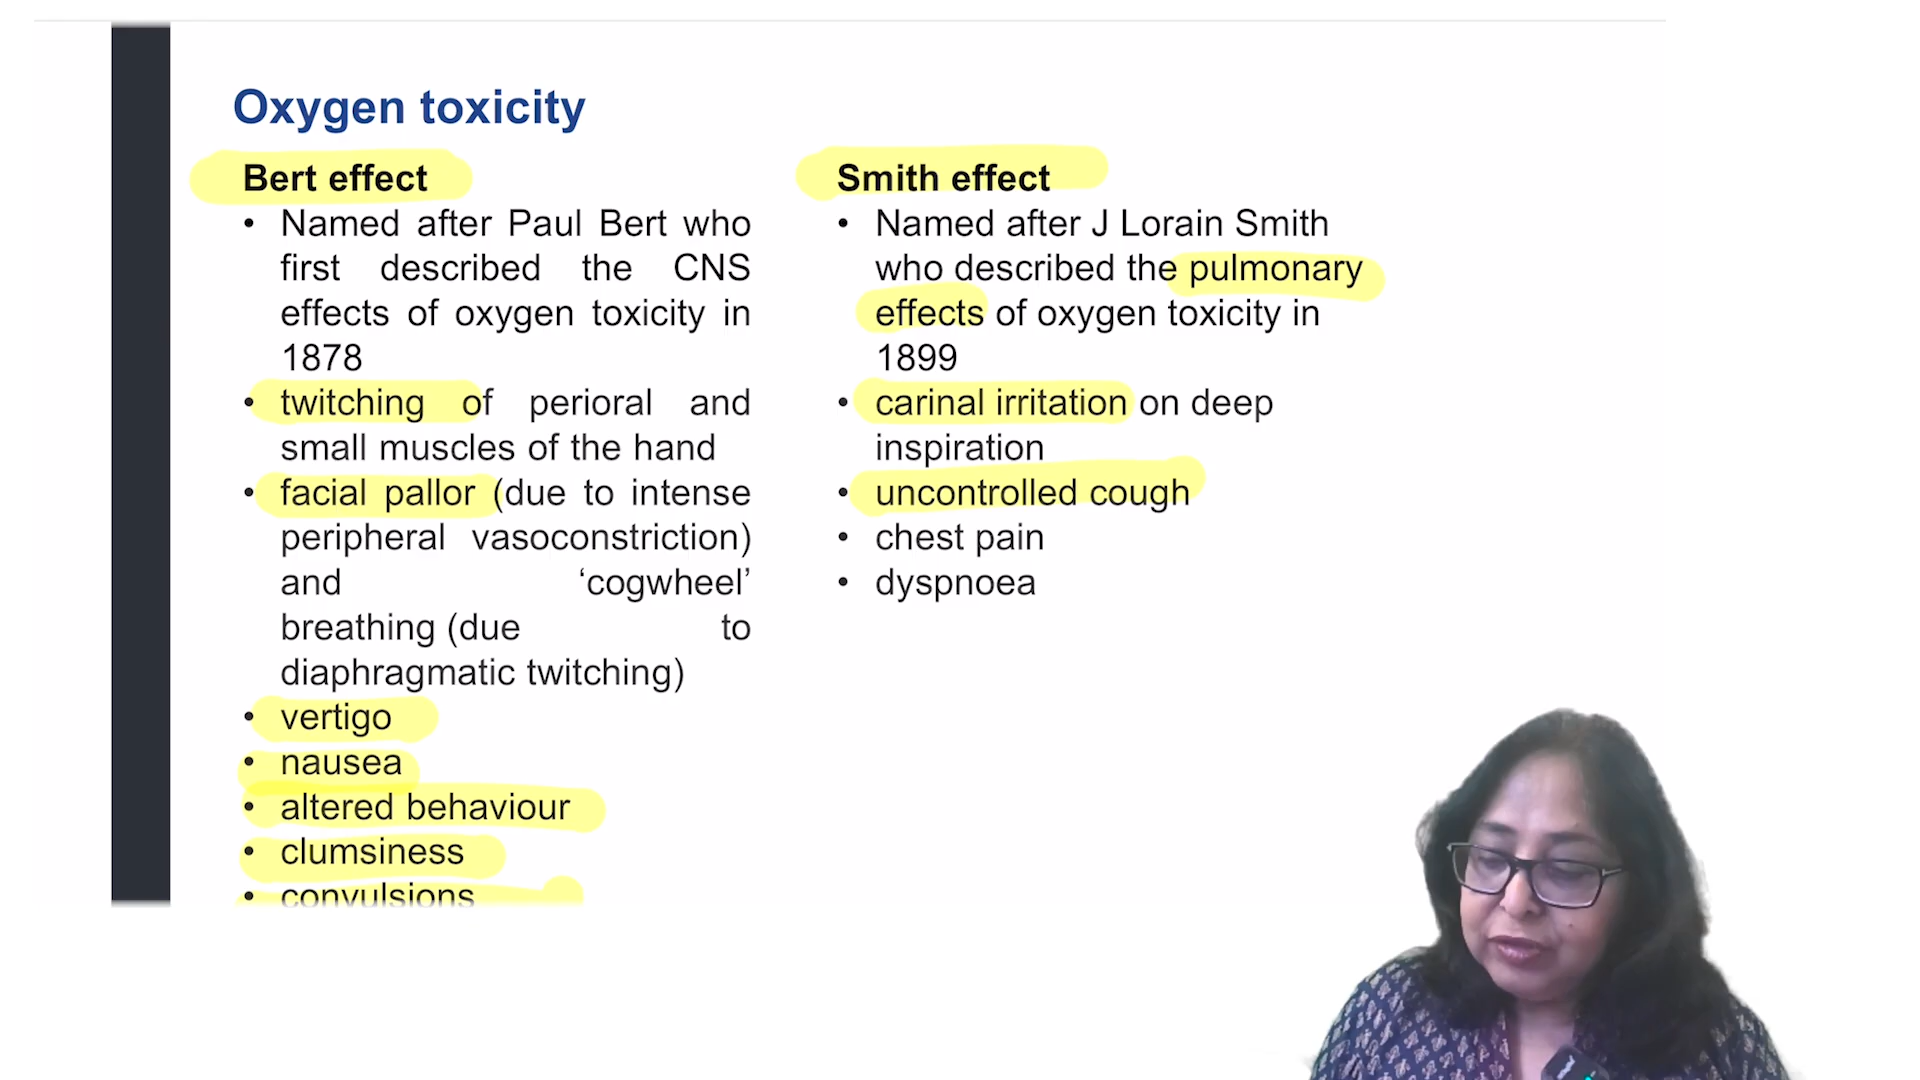 Oxygen toxicity
Bert effect
• Named after Paul Bert who
first described the CNS
effects of oxygen toxicity in
1878
• twitching of perioral and
small muscles of the hand
• facial pallor (due to intense
peripheral vasoconstriction)
and ‘cogwheel’
breathing (due to
diaphragmatic twitching)
• vertigo
• nausea
• altered behaviour
• clumsiness
• convulsions
Smith effect
• Named after J Lorain Smith
who described the pulmonary
effects of oxygen toxicity in
1899
• carinal irritation on deep
inspiration
• uncontrolled cough
• chest pain
• dyspnoea